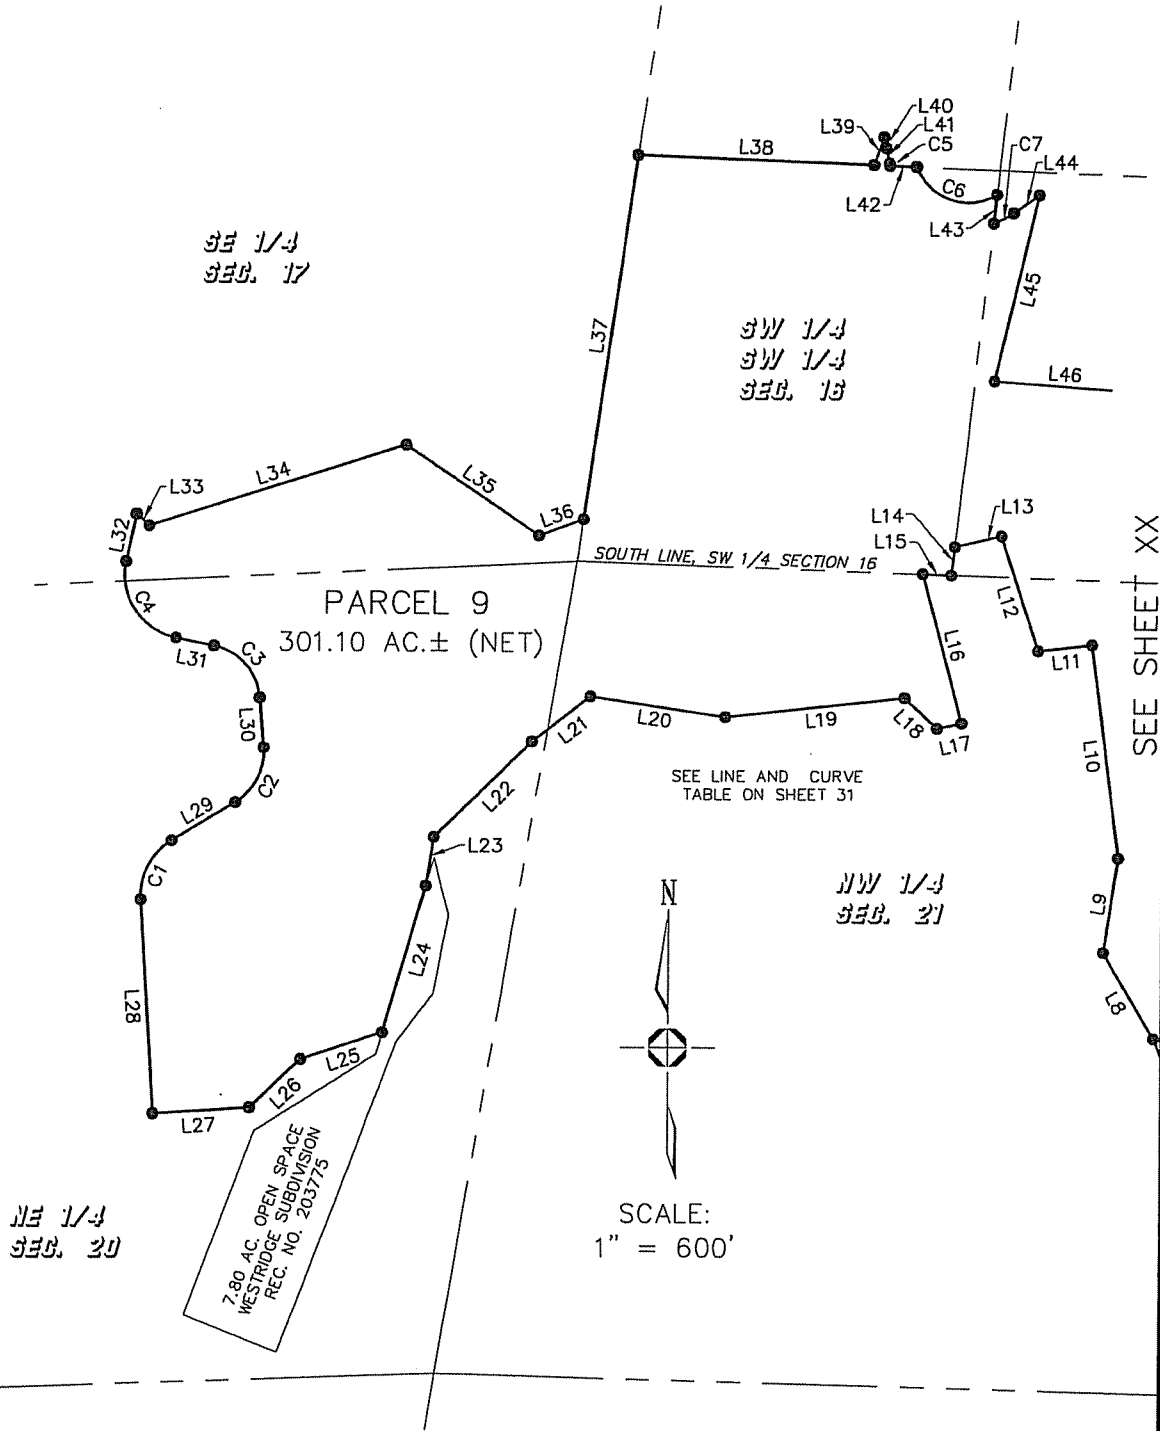 L40
L39
L41
C5
C7
L44
L38
L42
C6
L43
SE 1/4
SEC. 17
L45
L37
SW 1/4
SW 1/4
SEC. 16
L46
L34
L33
L35
L36
L32
L14
L13
L15
SOUTH LINE, SW 1/4 SECTION 16
SEE SHEET XX
PARCEL 9
301.10 AC.± (NET)
C4
L31
C3
L12
L11
L16
L30
L21
L20
L19
L18
L17
L10
SEE LINE AND CURVE
TABLE ON SHEET 31
C2
L29
L22
L23
C1
NW 1/4
SEC. 21
N
L9
L24
L28
L8
L25
L26
L27
7.80 AC. OPEN SPACE
WESTRIDGE SUBDIVISION
REC. NO. 203775
NE 1/4
SEC. 20
SCALE:
1" = 600'